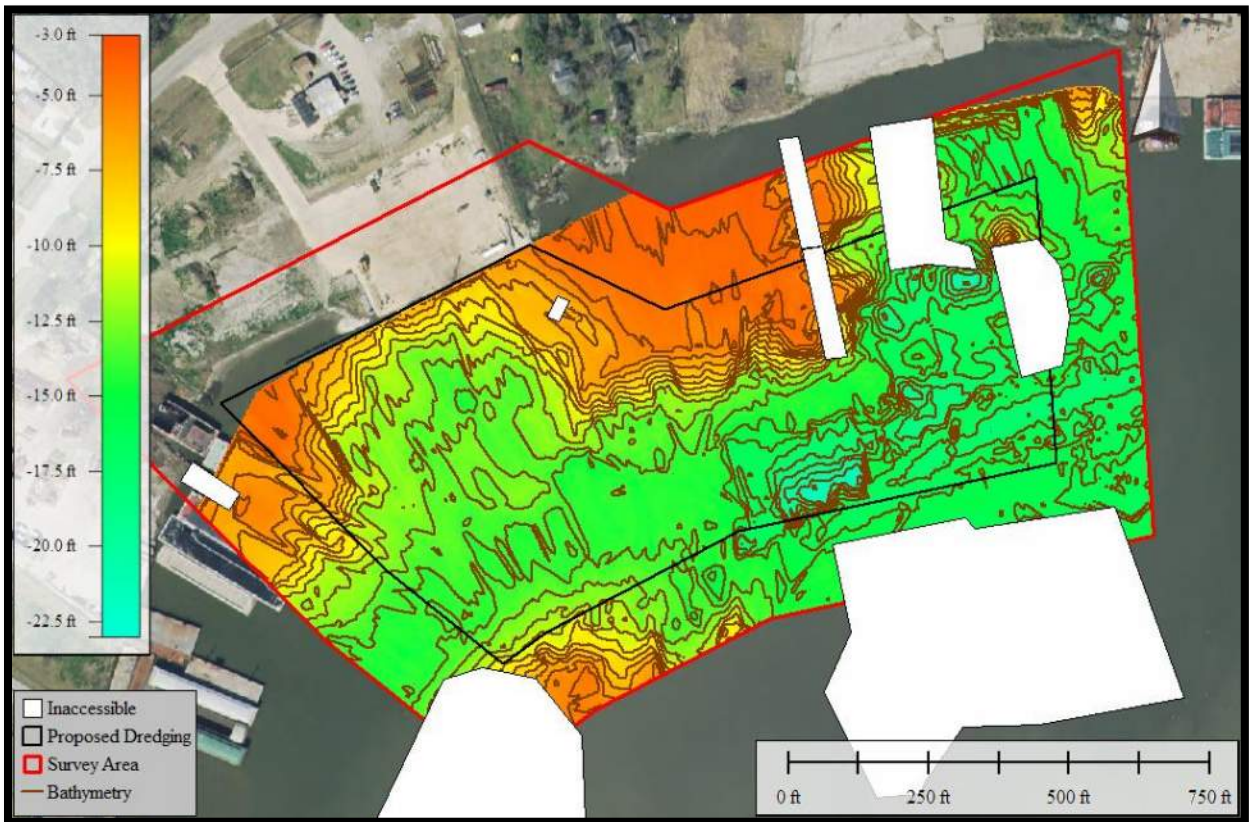 -3.0 ft
-5.0 ft
-7.5 ft
-10.0 ft
-12.5 ft
-15.0 ft
-17.5 ft
-20.0 ft
-22.5 ft
Inaccessible
Proposed Dredging
Survey Area
Bathymetry
0 ft 250 ft 500 ft 750 ft